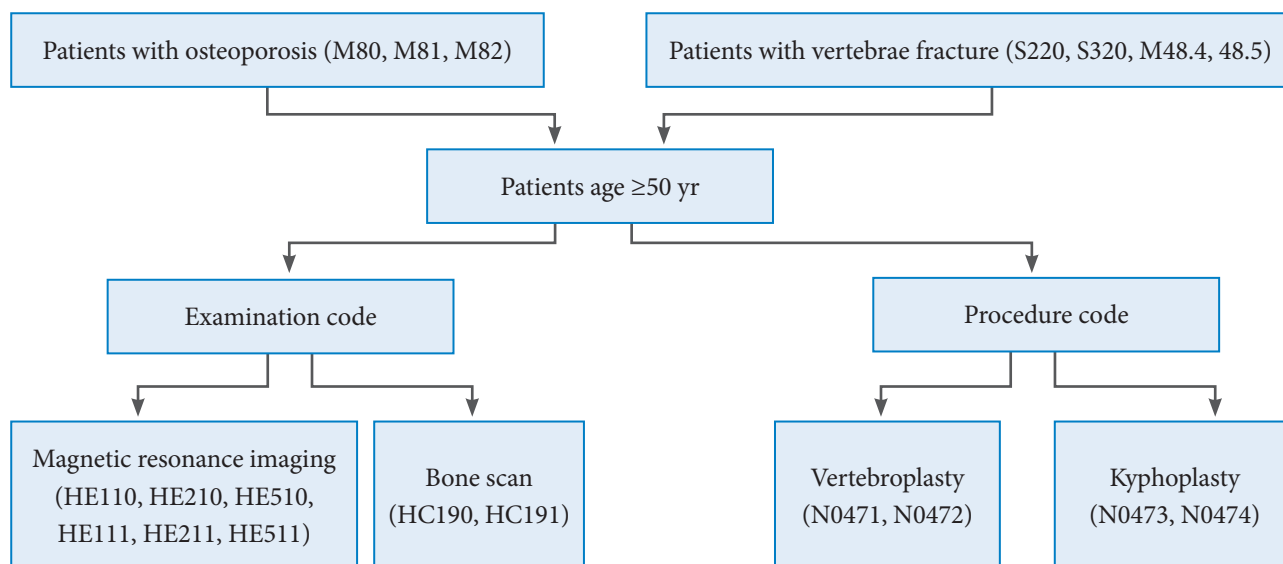 Patients with osteoporosis (M80, M81, M82)
Patients with vertebrae fracture (S220, S320, M48.4, 48.5)
Patients age ≥50 yr
Examination code
Procedure code
Magnetic resonance imaging
(HE110, HE210, HE510,
HE111, HE211, HE511)
Bone scan
(HC190, HC191)
Vertebroplasty
(N0471, N0472)
Kyphoplasty
(N0473, N0474)